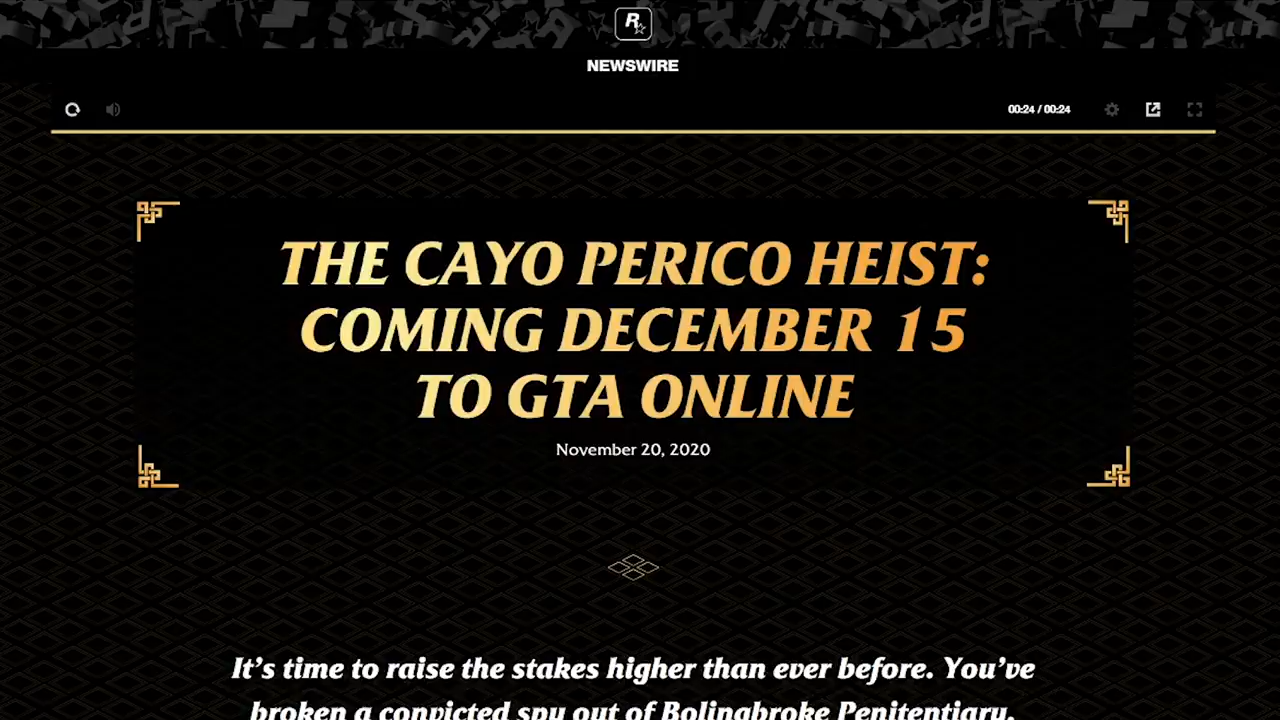 R
NEWSWIRE
00:24 / 00:24
THE CAYO PERICO HEIST:
COMING DECEMBER 15
TO GTA ONLINE
November 20, 2020
It’s time to raise the stakes higher than ever before. You’ve
broken a convicted spy out of Bolingbroke Penitentiary,